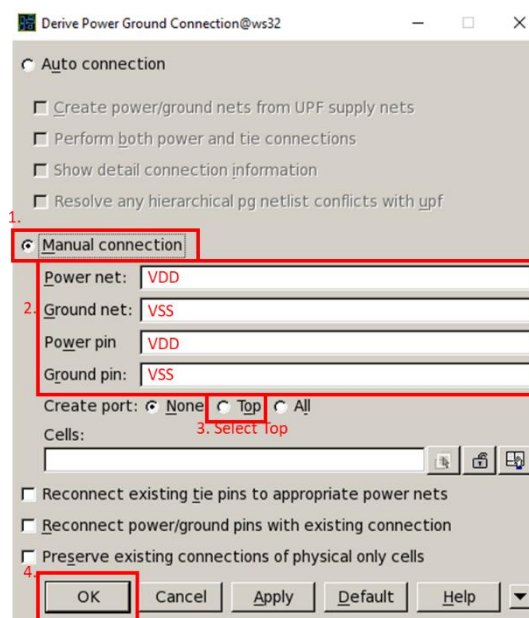 Derive Power Ground Connection@ws32
Auto connection
Create power/ground nets from UPF supply nets
Perform both power and tie connections
Show detail connection information
Resolve any hierarchical pg netlist conflicts with upf
1.
Manual connection
2.
Power net: VDD
Ground net: VSS
Power pin VDD
Ground pin: VSS
Create port: None Top All
3. Select Top
Cells:
Reconnect existing tie pins to appropriate power nets
Reconnect power/ground pins with existing connection
Preserve existing connections of physical only cells
4.
OK Cancel Apply Default Help